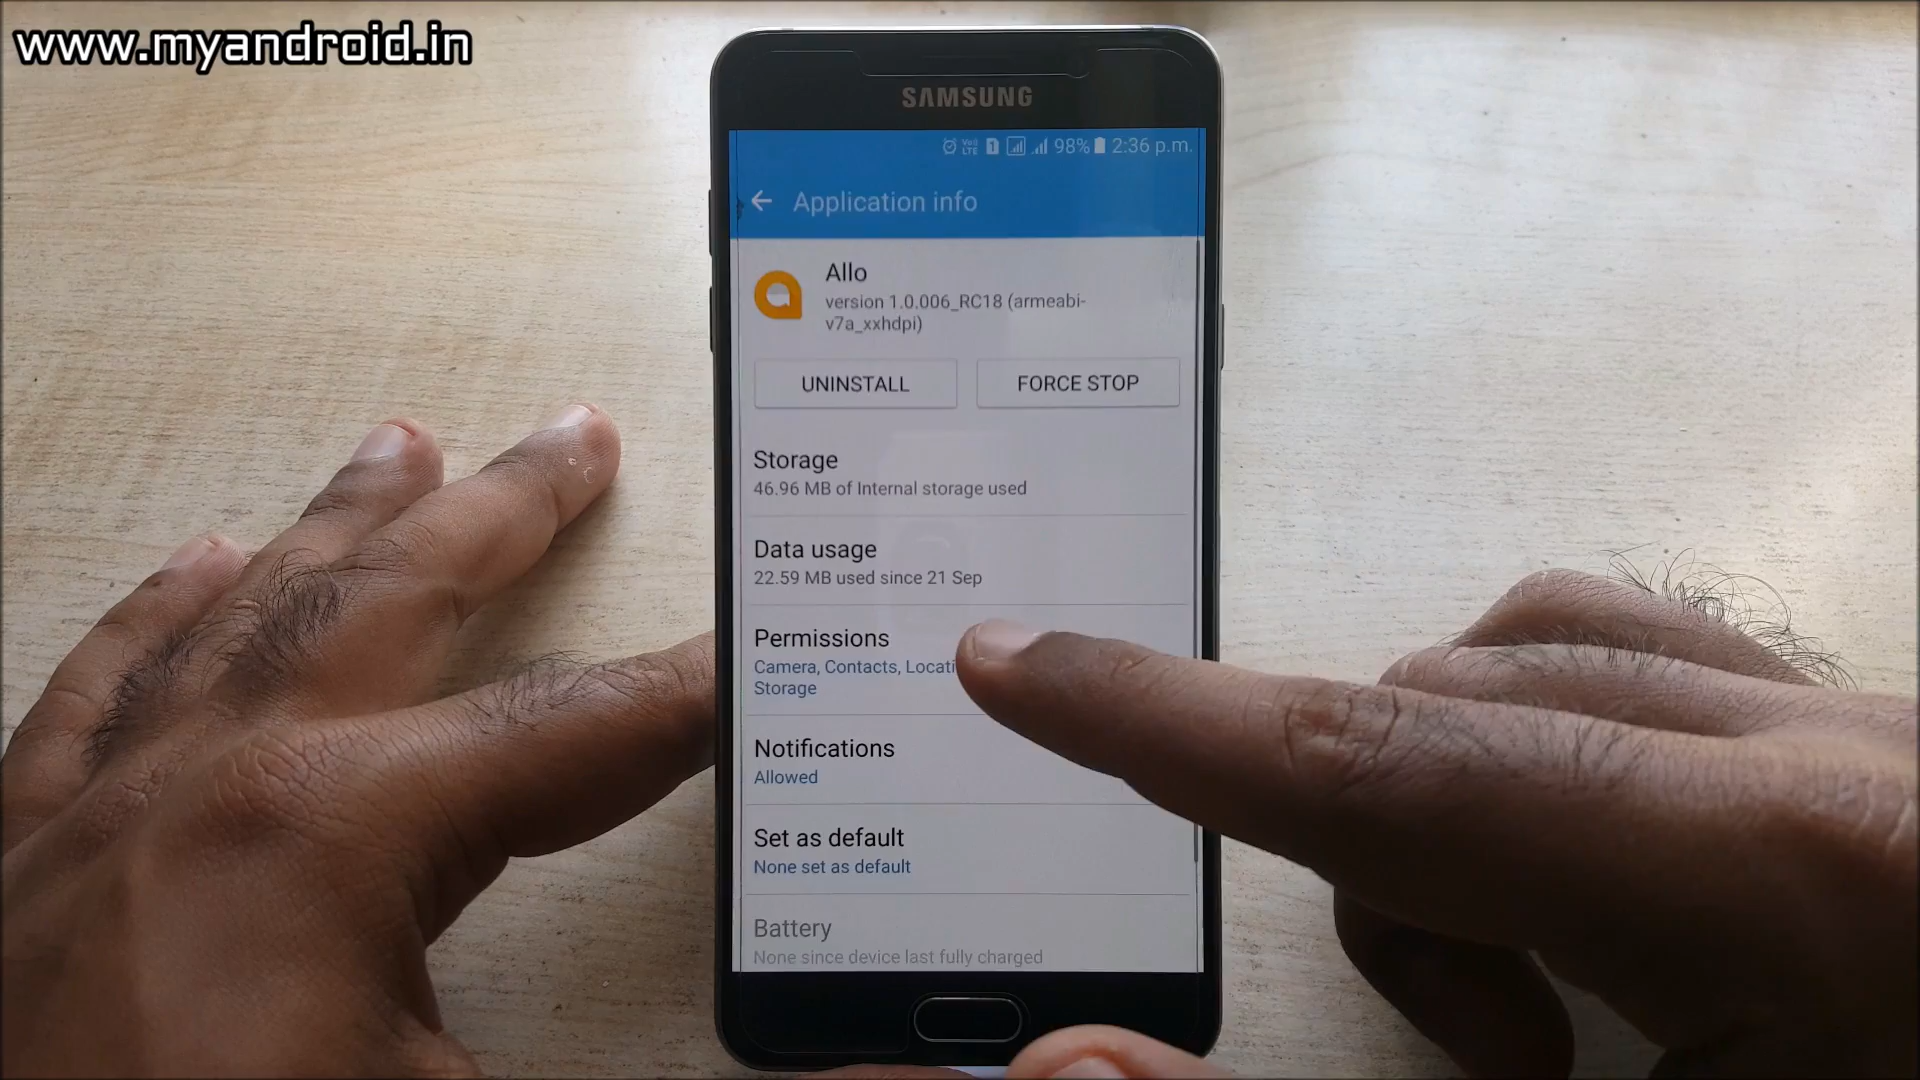 www.myandroid.in
SAMSUNG
98% 2:36 p.m.
Application info
Allo
version 1.0.006_RC18 (armeabi-
v7a_xxhdpi)
UNINSTALL
FORCE STOP
Storage
46.96 MB of Internal storage used
Data usage
22.59 MB used since 21 Sep
Permissions
Camera, Contacts,
Storage
Notifications
Allowed
Set as default
None set as default
Battery
None since device last fully charged